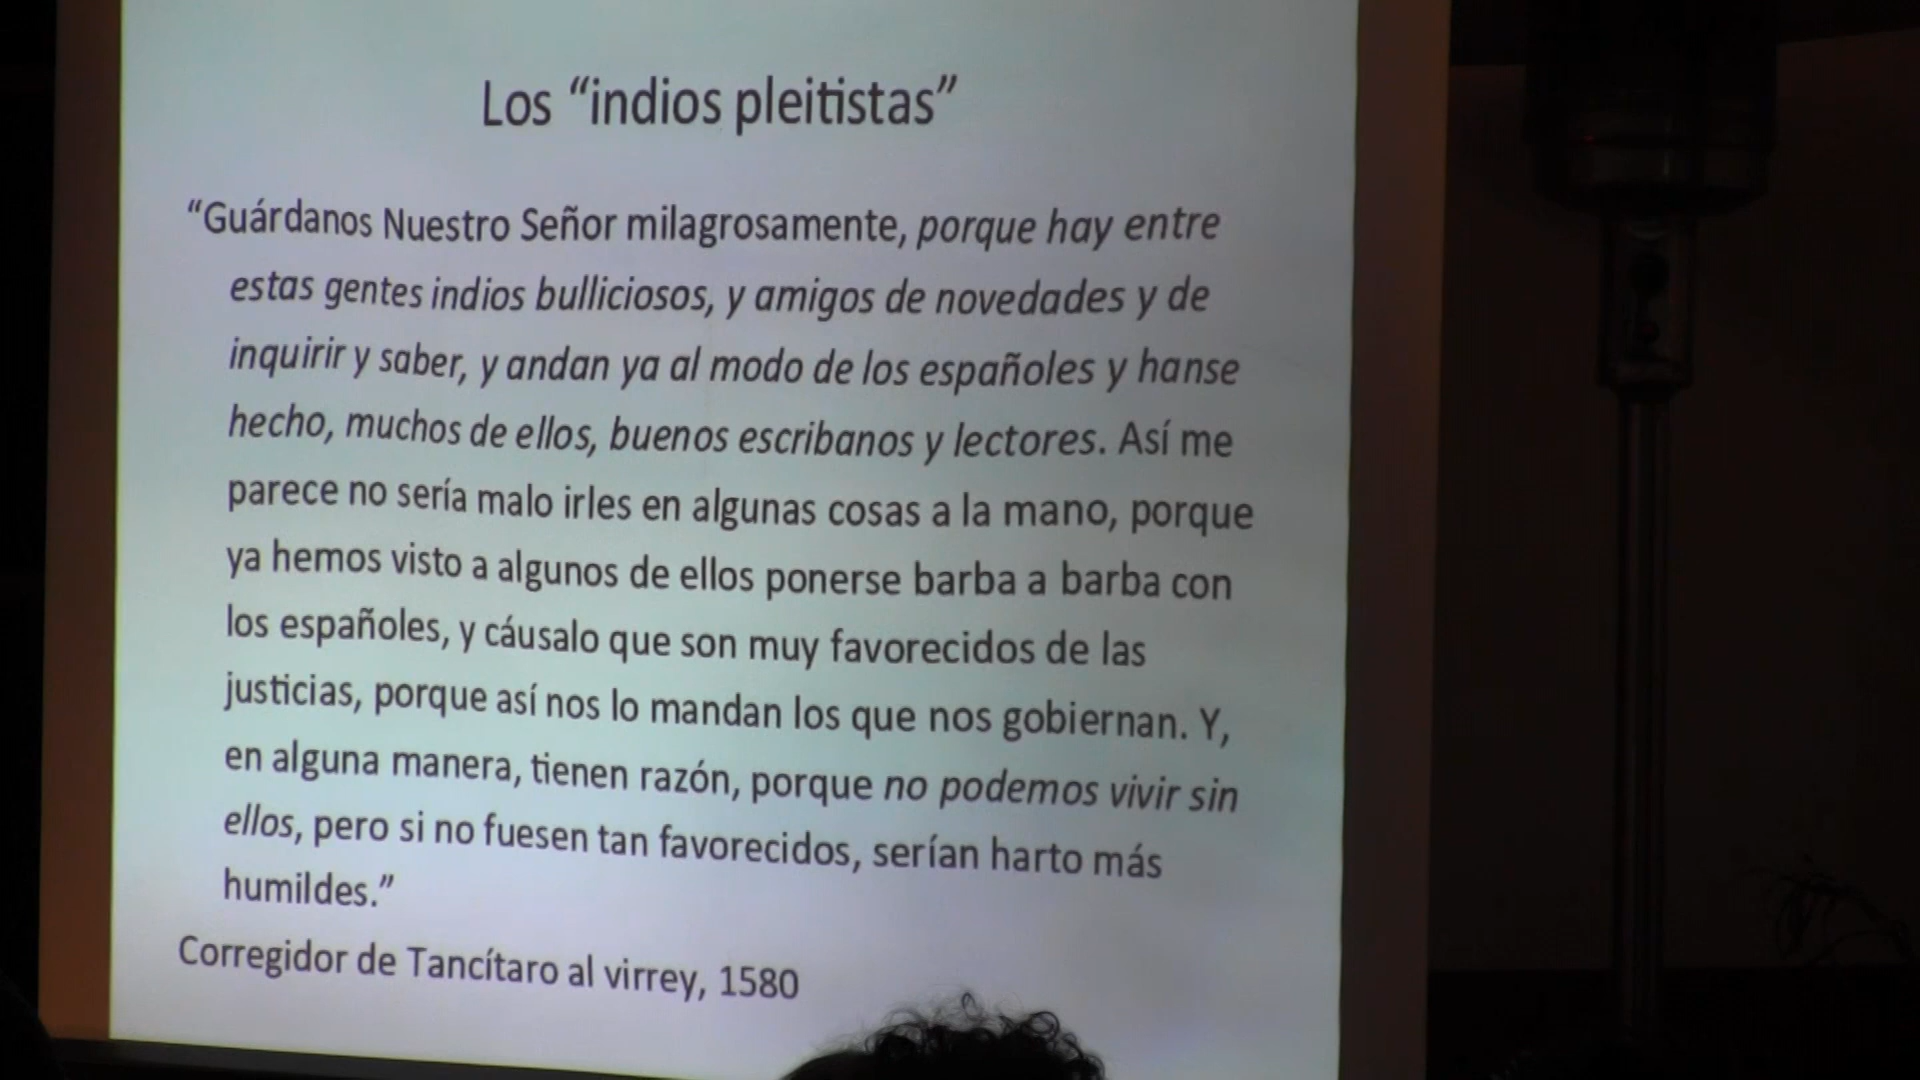 Los “indios pleitistas”
“Guárdanos Nuestro Señor milagrosamente, porque hay entre
estas gentes indios bulliciosos, y amigos de novedades y de
inquirir y saber, y andan ya al modo de los españoles y hanse
hecho, muchos de ellos, buenos escribanos y lectores. Así me
parece no sería malo irles en algunas cosas a la mano, porque
ya hemos visto a algunos de ellos ponerse barba a barba con
los españoles, y cáusalo que son muy favorecidos de las
justicias, porque así nos lo mandan los que nos gobiernan. Y,
en alguna manera, tienen razón, porque no podemos vivir sin
ellos, pero si no fuesen tan favorecidos, serían harto más
humildes.”
Corregidor de Tancítaro al virrey, 1580